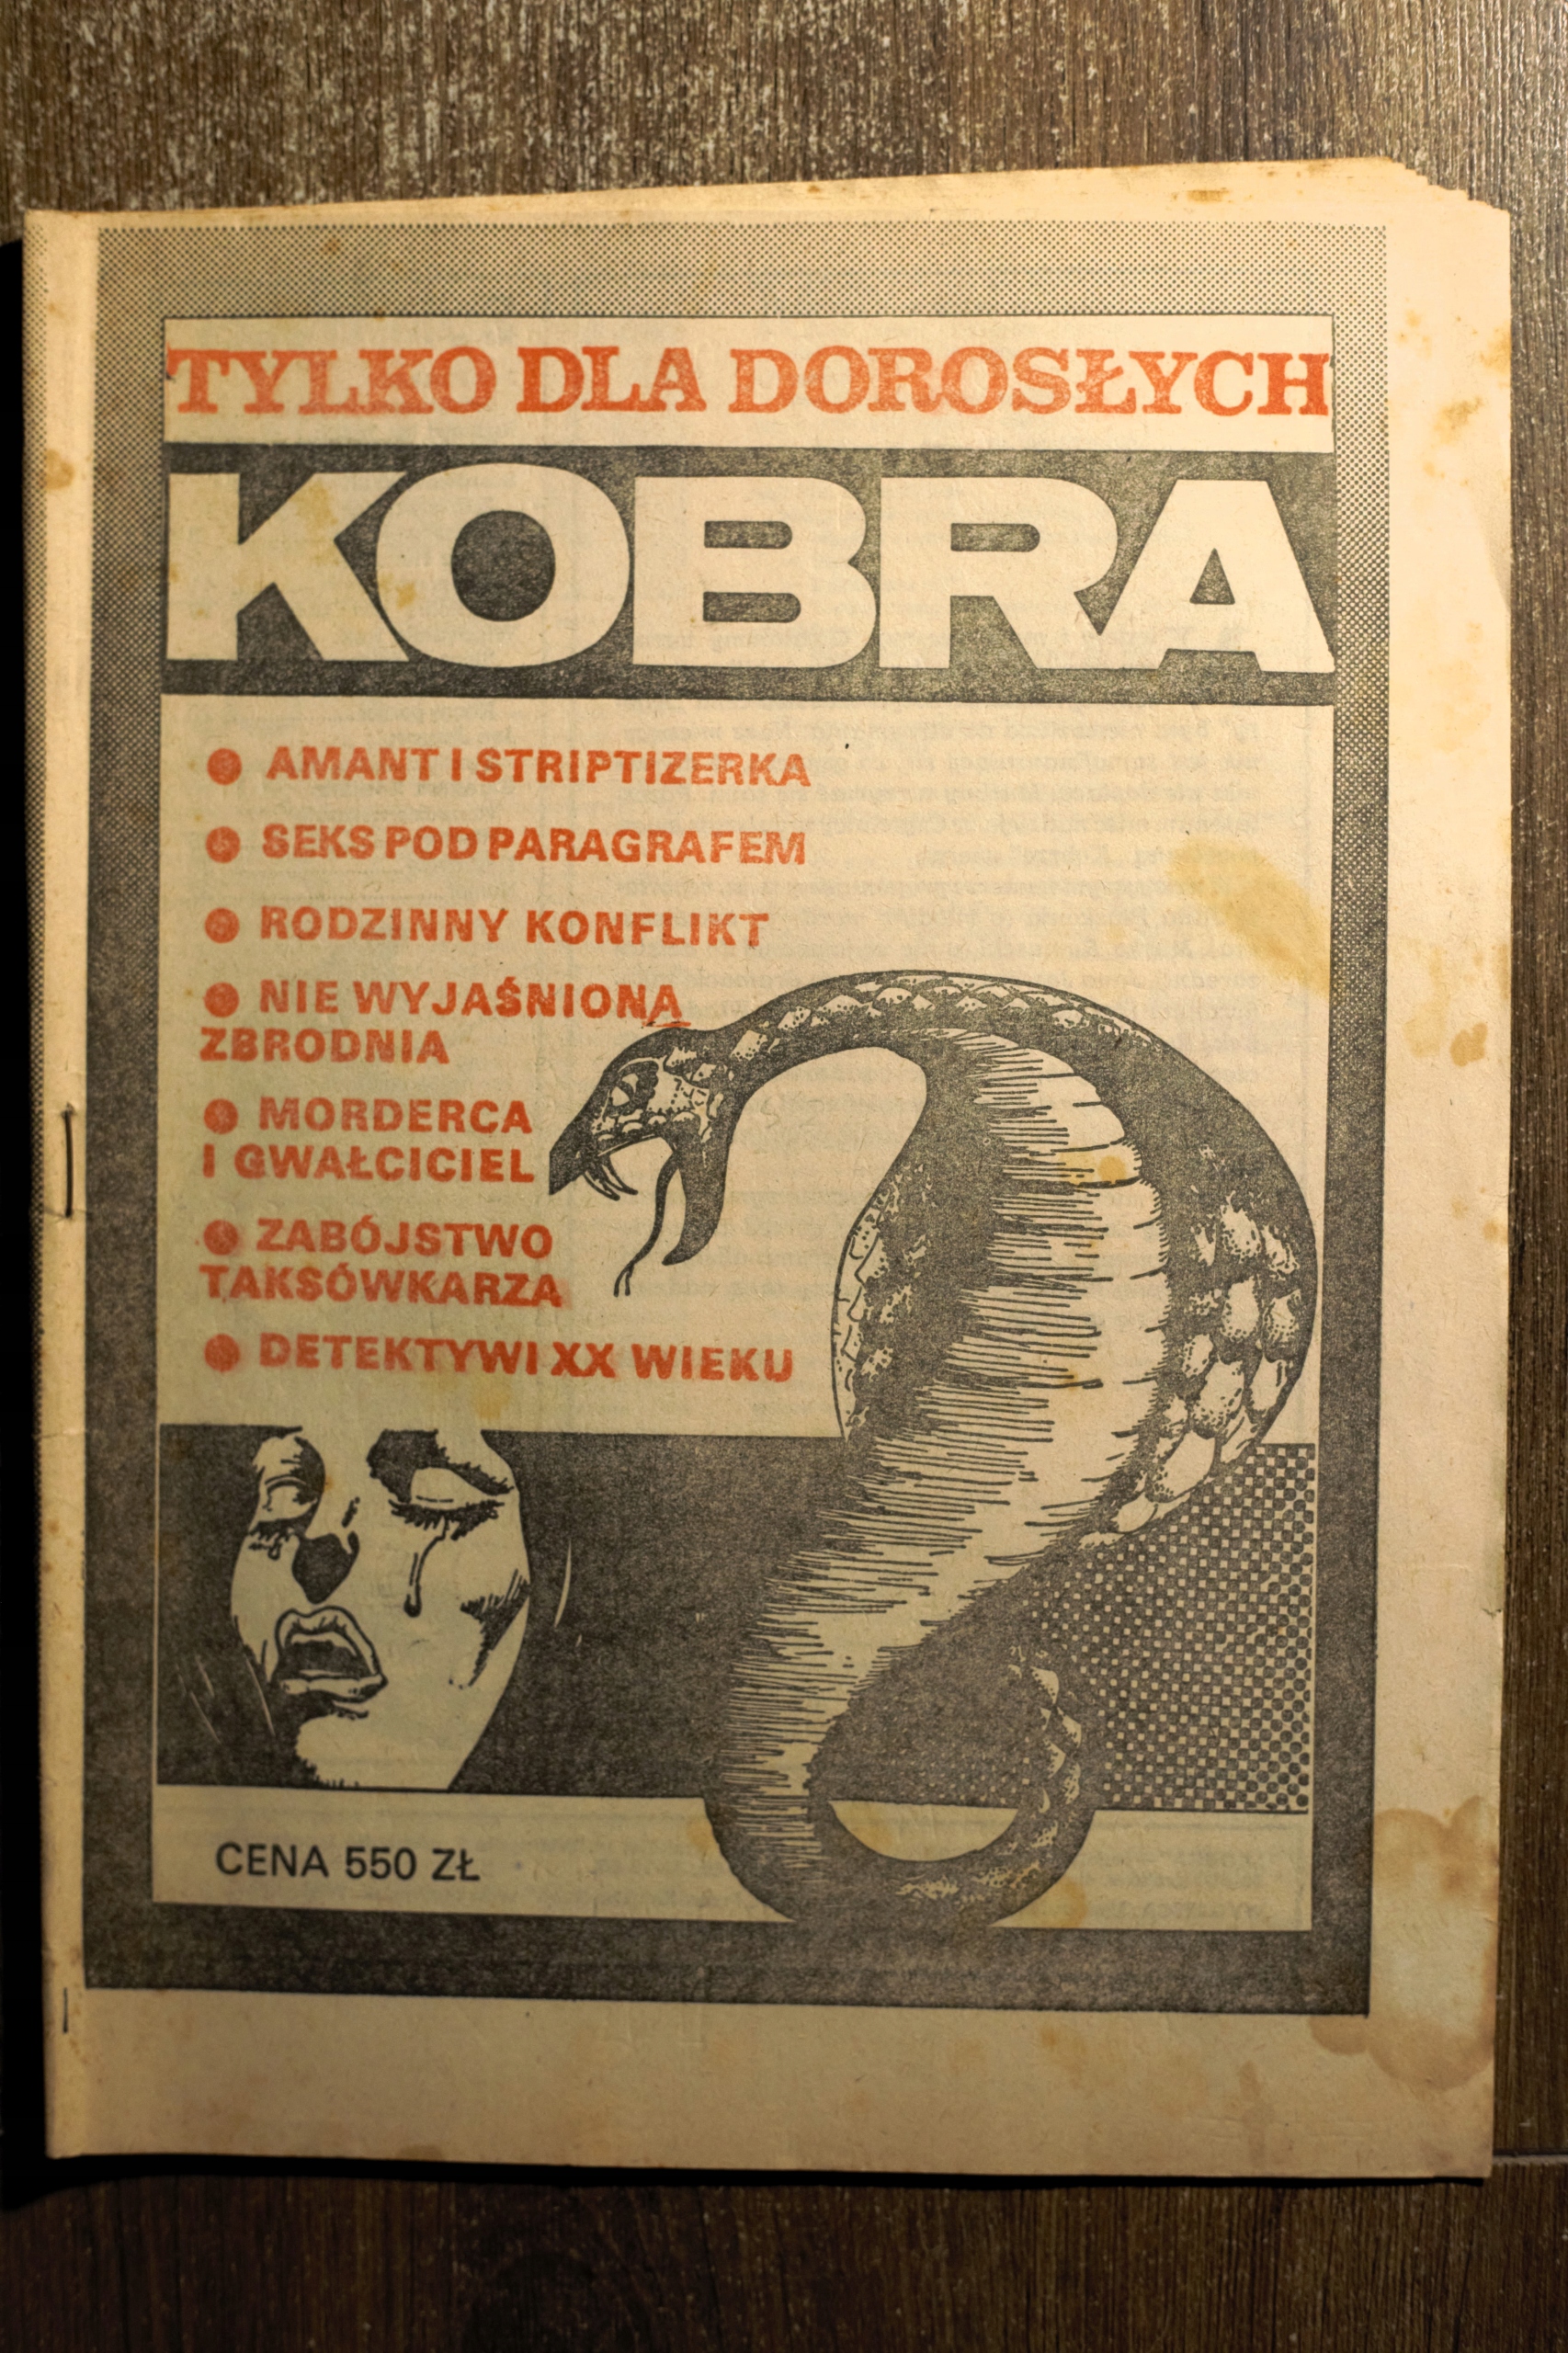 TYLKO DLA DOROSŁYCH
KOBRA
● AMANT I STRIPTIZERKA
● SEKS POD PARAGRAFEM
● RODZINNY KONFLIKT
● NIE WYJAŚNIONA
ZBRODNIA
● MORDERCA
I GWAŁCICIEL
● ZABÓJSTWO
TAKSÓWKARZA
● DETEKTYWI XX WIEKU
CENA 550 ZŁ